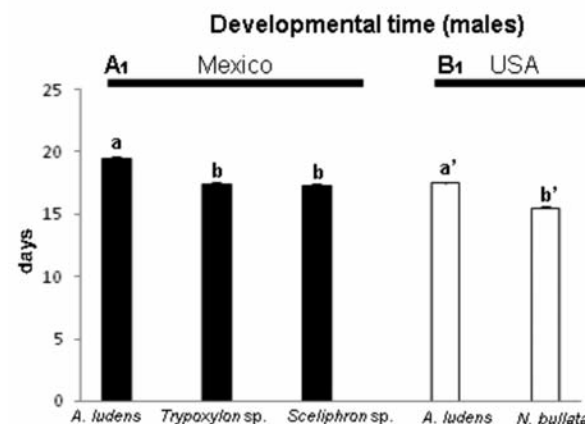 Developmental time (males)
A1 Mexico B1 USA
25
20
15
10
5
0
days
a
b
b
a’
b’
A. ludens Trypoxylon sp. Sceliphron sp. A. ludens N. bullata